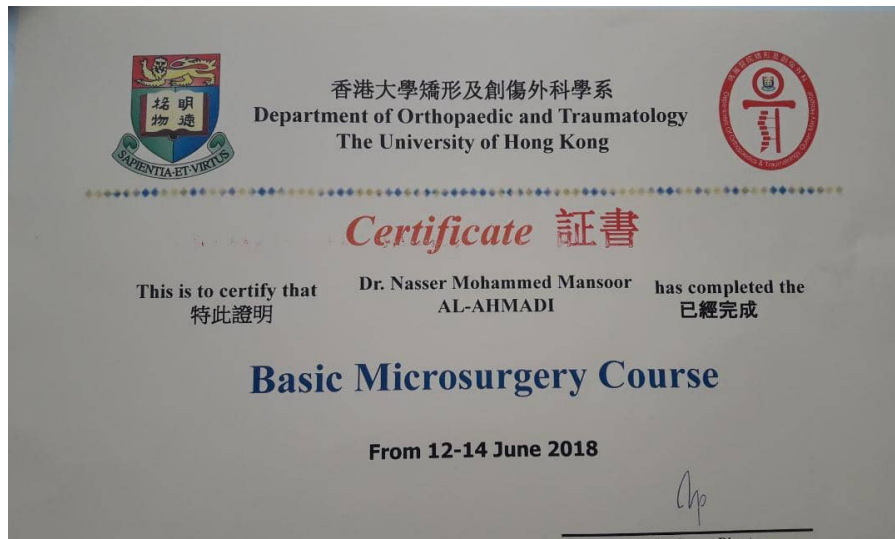 香港大學矯形及創傷外科學系
Department of Orthopaedic and Traumatology
The University of Hong Kong
明德
格物
SAPIENTIA·ET·VIRTUS
Certificate 証書
This is to certify that
特此證明
Dr. Nasser Mohammed Mansoor
AL-AHMADI
has completed the
已經完成
Basic Microsurgery Course
From 12-14 June 2018